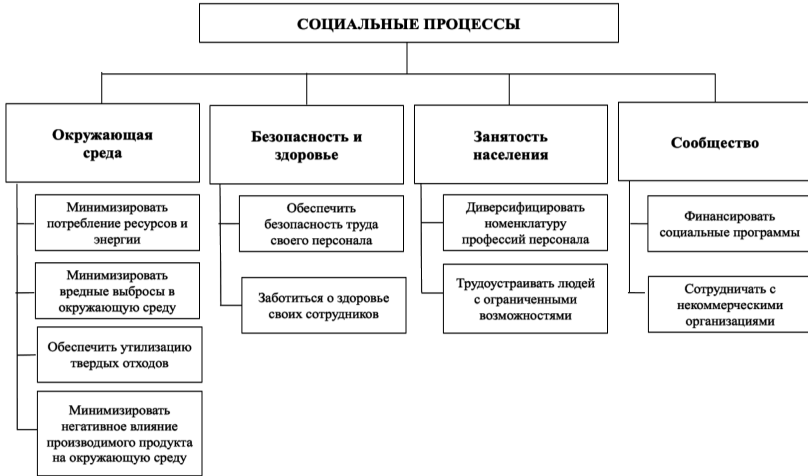 СОЦИАЛЬНЫЕ ПРОЦЕССЫ
Окружающая
среда
Минимизировать
потребление ресурсов и
энергии
Минимизировать
вредные выбросы в
окружающую среду
Обеспечить утилизацию
твердых отходов
Минимизировать
негативное влияние
производимого продукта
на окружающую среду
Безопасность и
здоровье
Обеспечить
безопасность труда
своего персонала
Заботиться о здоровье
своих сотрудников
Занятость
населения
Диверсифицировать
номенклатуру
профессий персонала
Трудоустраивать людей
с ограниченными
возможностями
Сообщество
Финансировать
социальные программы
Сотрудничать с
некоммерческими
организациями